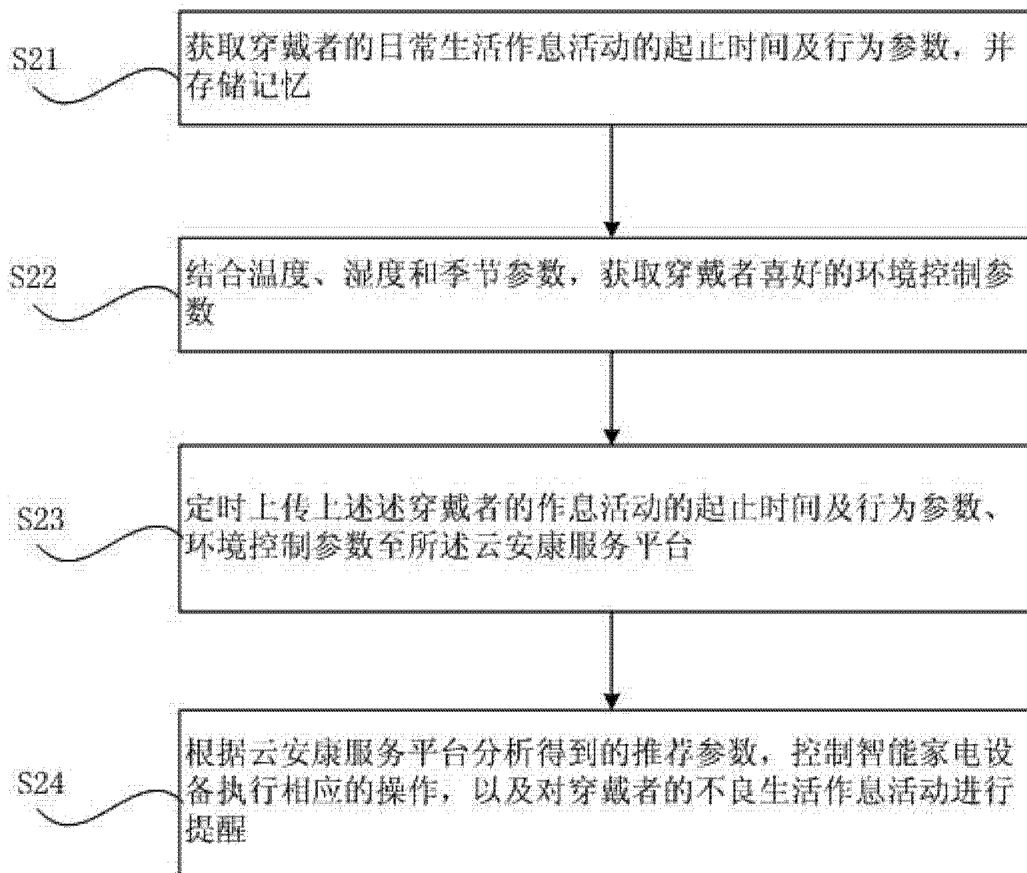 S21
获取穿戴者的日常生活作息活动的起止时间及行为参数，并
存储记忆
S22
结合温度、湿度和季节参数，获取穿戴者喜好的环境控制参
数
S23
定时上传上述述穿戴者的作息活动的起止时间及行为参数、
环境控制参数至所述云安康服务平台
S24
根据云安康服务平台分析得到的推荐参数，控制智能家电设
备执行相应的操作，以及对穿戴者的不良生活作息活动进行
提醒